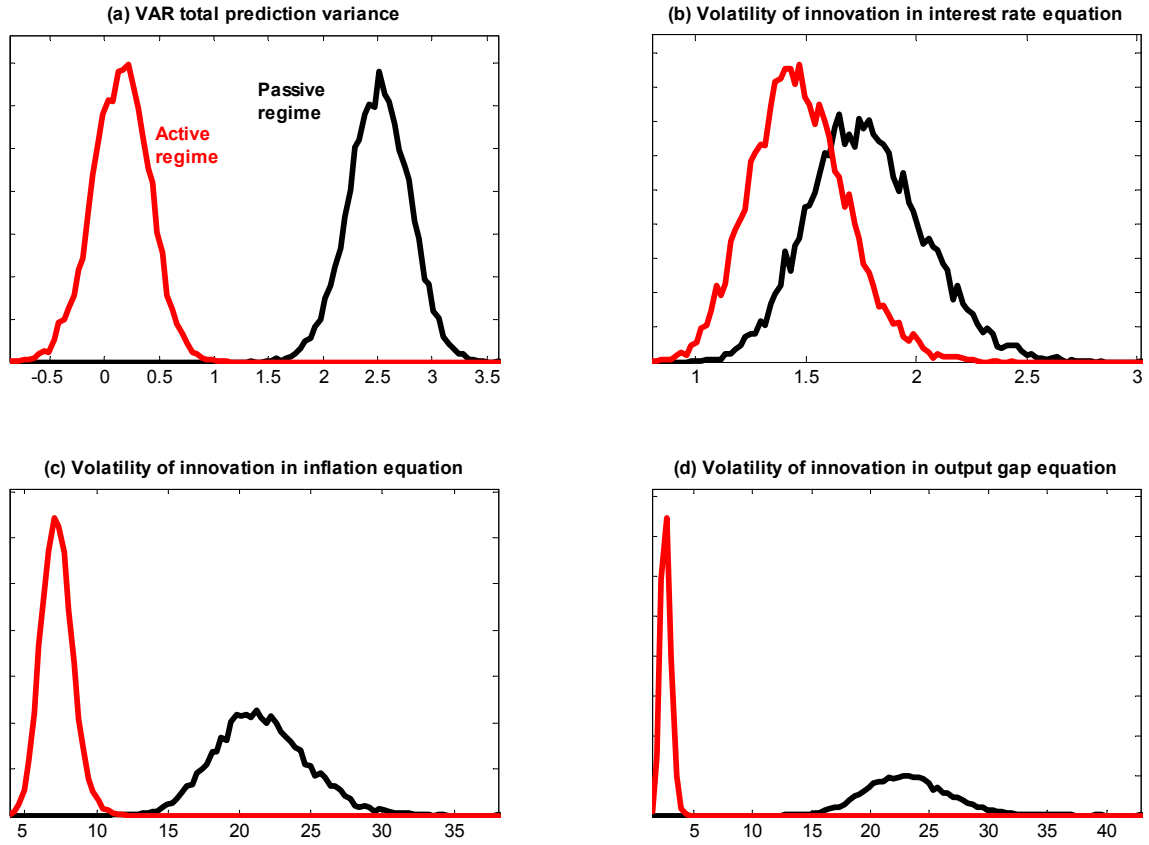 (a) VAR total prediction variance
Passive
regime
Active
regime
-0.5 0 0.5 1 1.5 2 2.5 3 3.5
(b) Volatility of innovation in interest rate equation
1 1.5 2 2.5 3
(c) Volatility of innovation in inflation equation
5 10 15 20 25 30 35
(d) Volatility of innovation in output gap equation
5 10 15 20 25 30 35 40